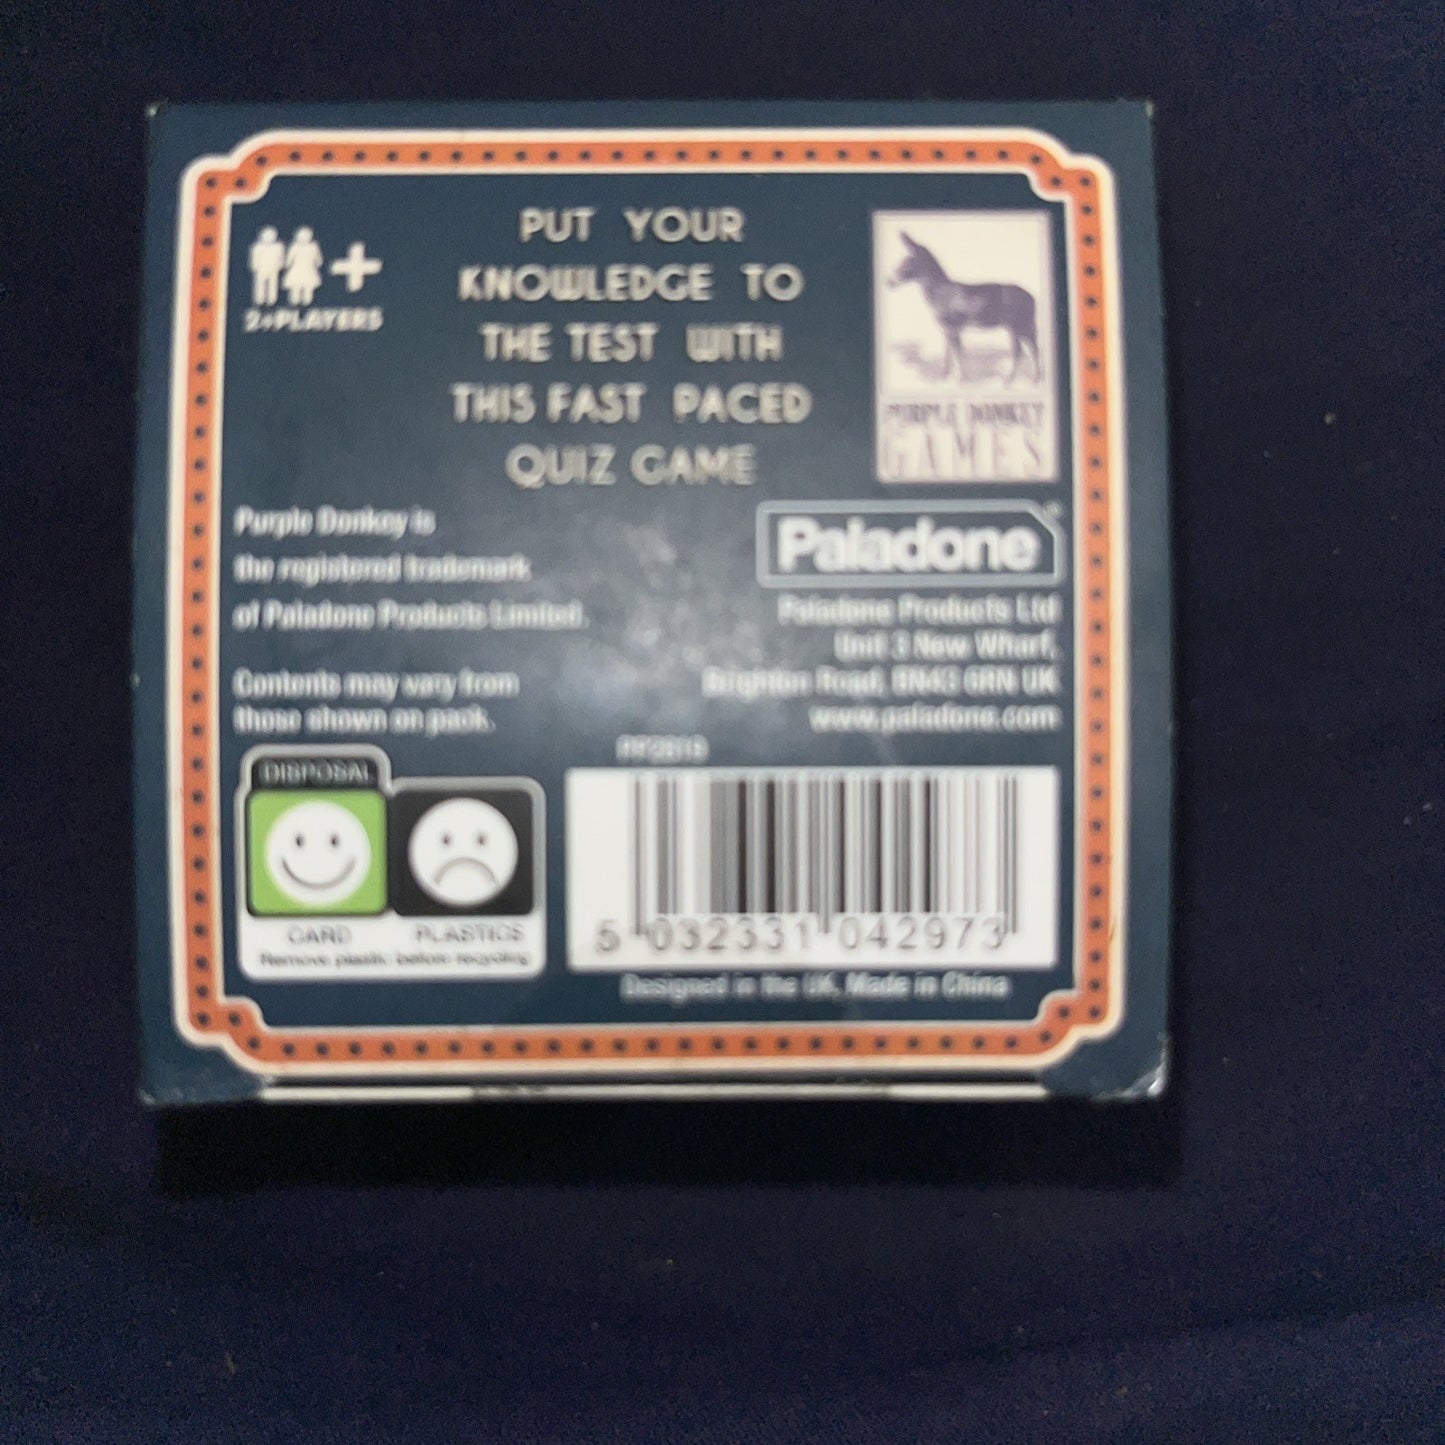 PUT YOUR
KNOWLEDGE TO
THE TEST WITH
THIS FAST PACED
QUIZ GAME
2+PLAYERS
PURPLE DONKEY
GAMES
Purple Donkey is
the registered trademark
of Paladone Products Limited.
Contents may vary from
those shown on pack.
Paladone®
Paladone Products Ltd
Unit 3 New Wharf,
Brighton Road, BN43 6RN UK
www.paladone.com
DISPOSAL
CARD
PLASTICS
Remove plastic before recycling
5 032331 042973
Designed in the UK, Made in China